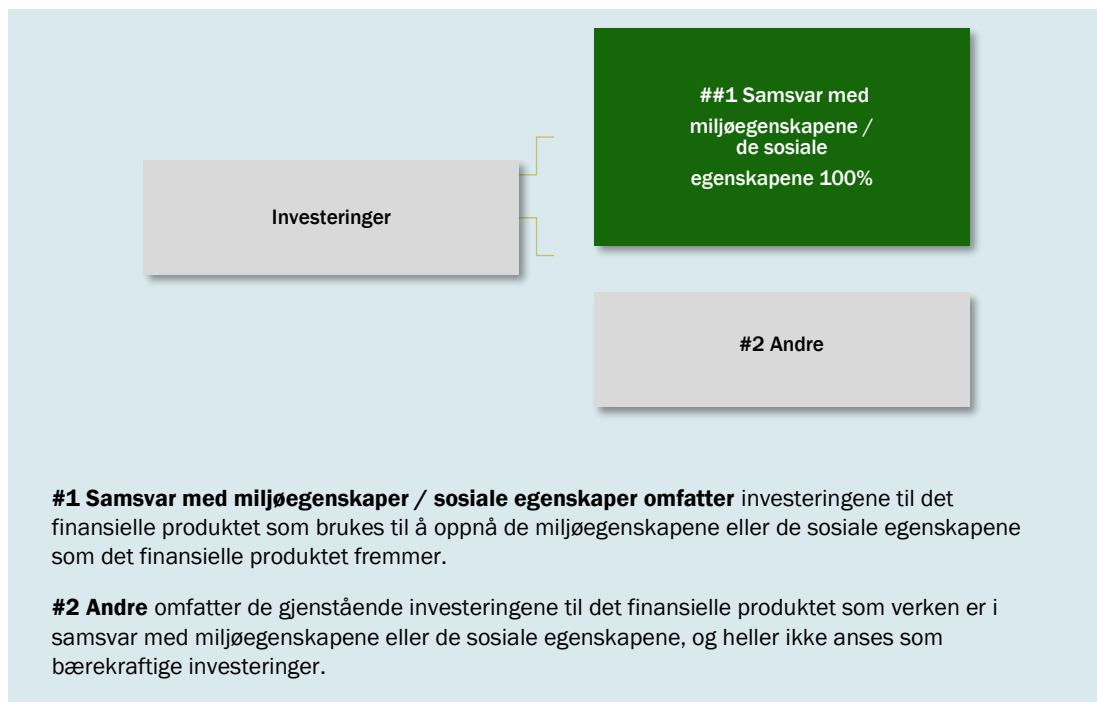 ##1 Samsvar med
miljøegenskapene /
de sosiale
egenskapene 100%
Investeringer
#2 Andre
#1 Samsvar med miljøegenskaper / sosiale egenskaper omfatter investeringene til det
finansielle produktet som brukes til å oppnå de miljøegenskapene eller de sosiale egenskapene
som det finansielle produktet fremmer.
#2 Andre omfatter de gjenstående investeringene til det finansielle produktet som verken er i
samsvar med miljøegenskapene eller de sosiale egenskapene, og heller ikke anses som
bærekraftige investeringer.